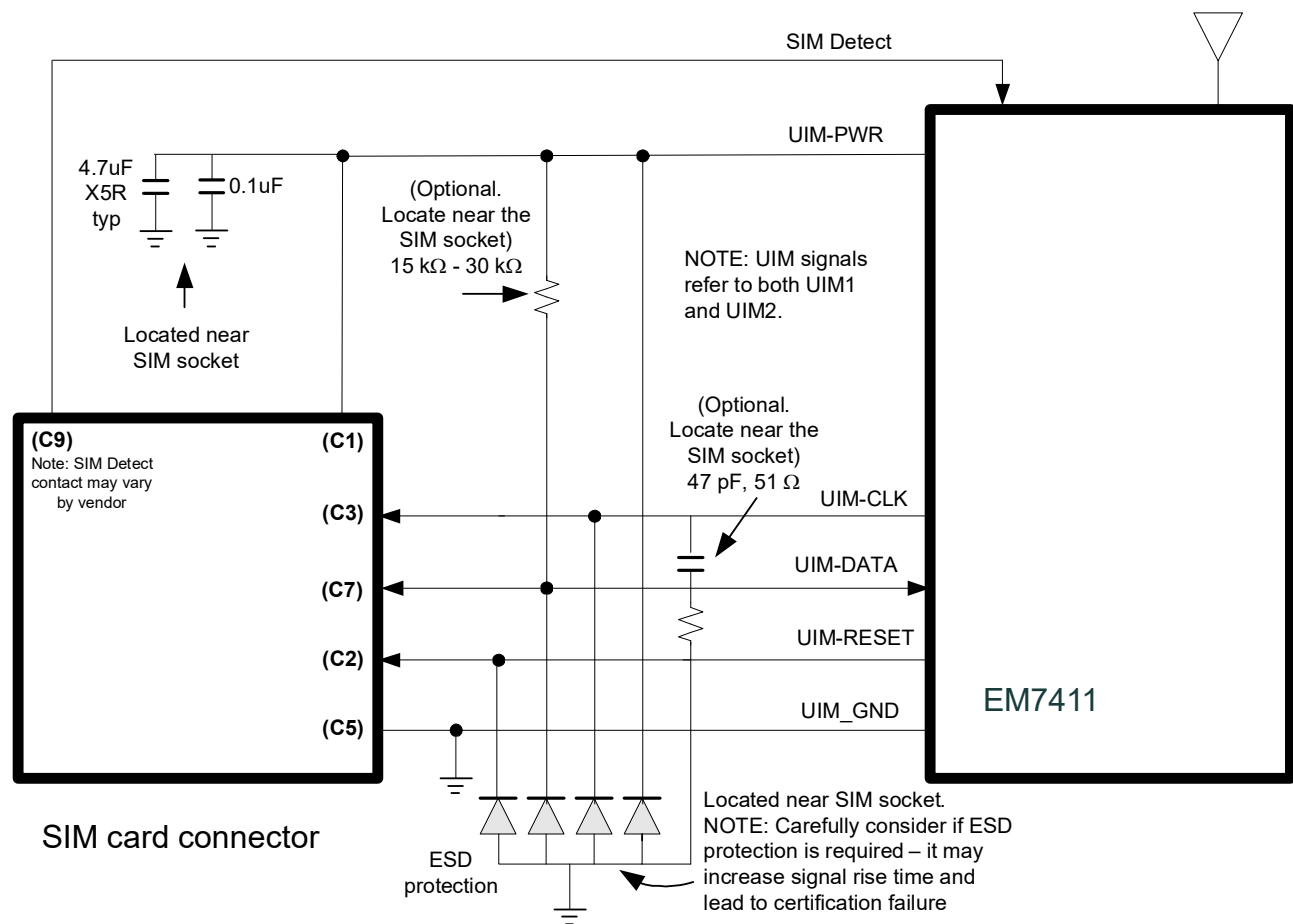 SIM Detect
UIM-PWR
4.7uF
X5R
typ
0.1uF
(Optional.
Locate near the
SIM socket)
15 kΩ - 30 kΩ
NOTE: UIM signals
refer to both UIM1
and UIM2.
Located near
SIM socket
(Optional.
Locate near the
SIM socket)
47 pF, 51 Ω
(C9)
Note: SIM Detect
contact may vary
by vendor
(C1)
(C3)
UIM-CLK
(C7)
UIM-DATA
(C2)
UIM-RESET
(C5)
UIM_GND
EM7411
SIM card connector
ESD
protection
Located near SIM socket.
NOTE: Carefully consider if ESD
protection is required – it may
increase signal rise time and
lead to certification failure